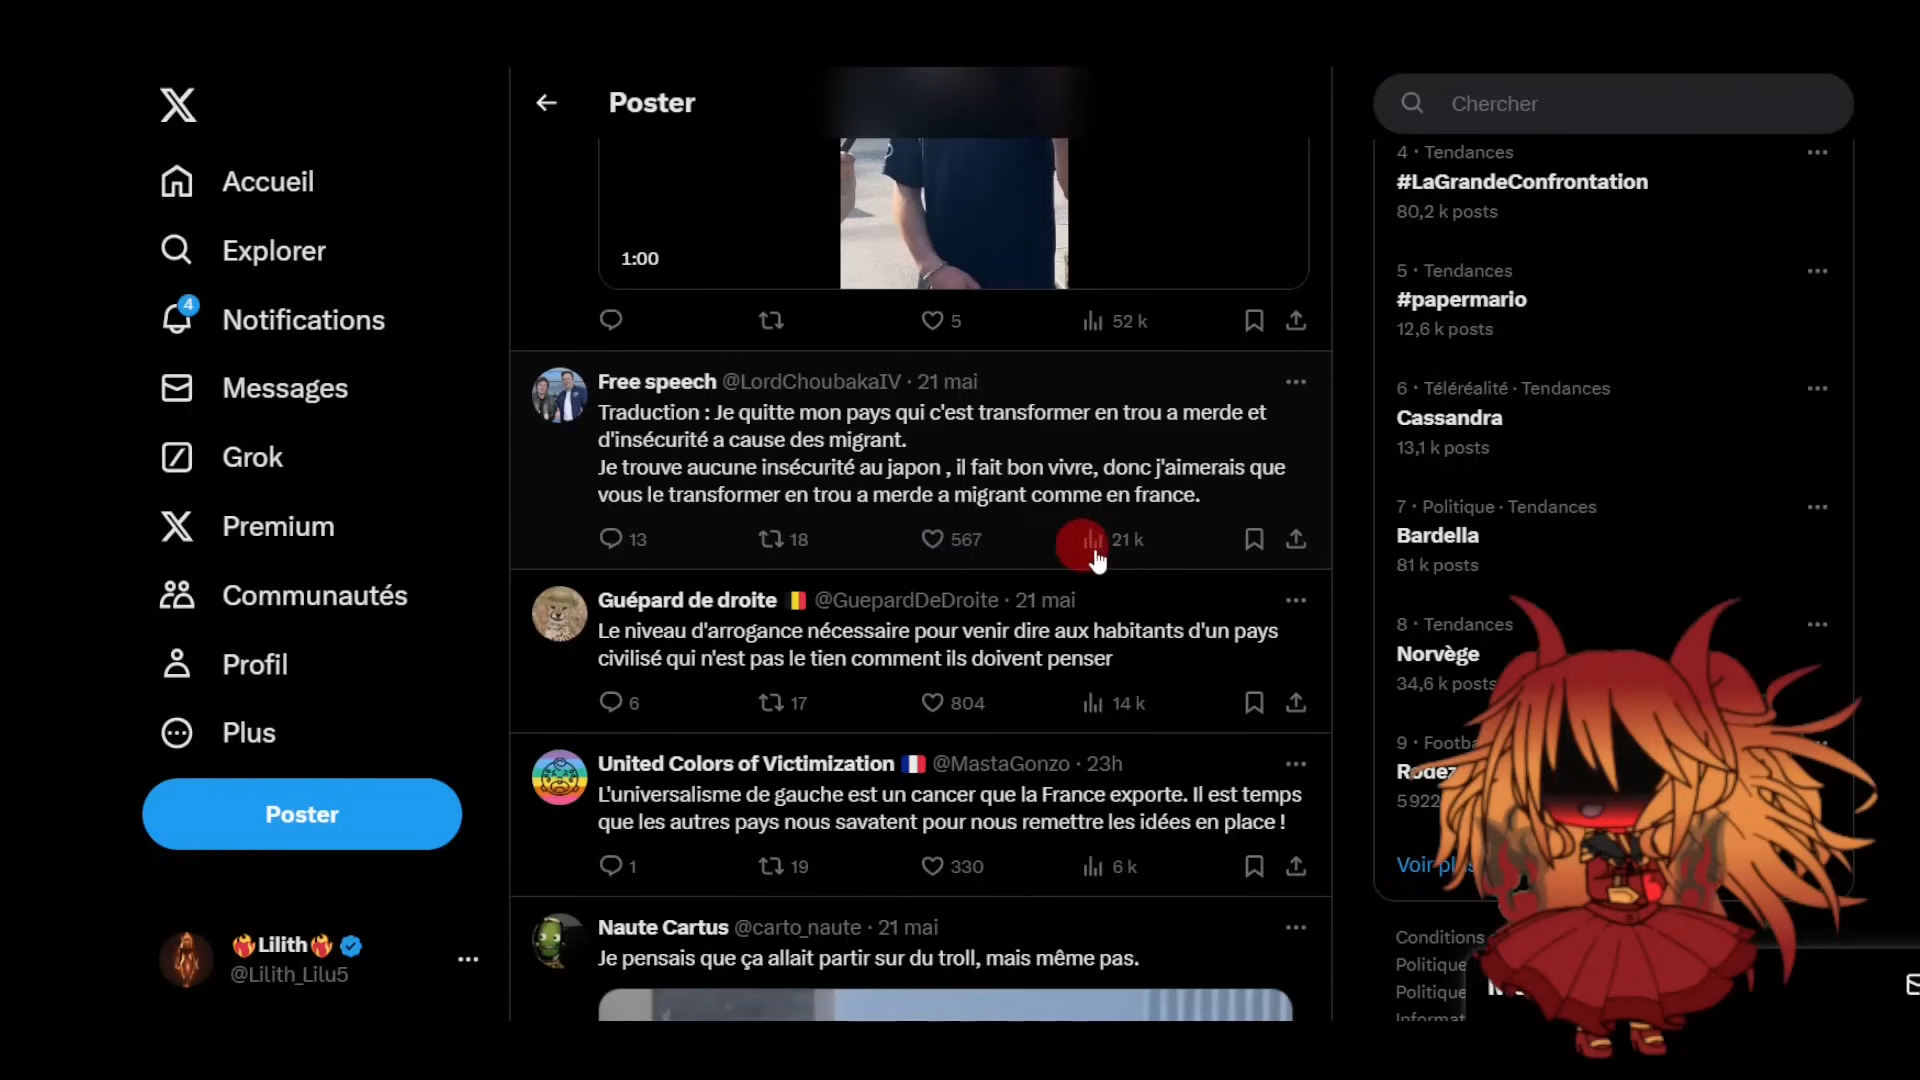 Accueil
Explorer
4
Notifications
Messages
Grok
Premium
Communautés
Profil
Plus
Poster
Lilith
@Lilith_Lilu5
Poster
1:00
5
52 k
Free speech @LordChoubakaIV · 21 mai
Traduction : Je quitte mon pays qui c'est transformer en trou a merde et
d'insécurité a cause des migrant.
Je trouve aucune insécurité au japon , il fait bon vivre, donc j'aimerais que
vous le transformer en trou a merde a migrant comme en france.
13
18
567
21 k
Guépard de droite @GuepardDeDroite · 21 mai
Le niveau d'arrogance nécessaire pour venir dire aux habitants d'un pays
civilisé qui n'est pas le tien comment ils doivent penser
6
17
804
14 k
United Colors of Victimization @MastaGonzo · 23h
L'universalisme de gauche est un cancer que la France exporte. Il est temps
que les autres pays nous savatent pour nous remettre les idées en place !
1
19
330
6 k
Naute Cartus @carto_naute · 21 mai
Je pensais que ça allait partir sur du troll, mais même pas.
Chercher
4 · Tendances
#LaGrandeConfrontation
80,2 k posts
5 · Tendances
#papermario
12,6 k posts
6 · Téléréalité · Tendances
Cassandra
13,1 k posts
7 · Politique · Tendances
Bardella
81 k posts
8 · Tendances
Norvège
34,6 k posts
9 · Footba
Rodez
5 922
Voir
Conditions
Politique
Politique
Informat